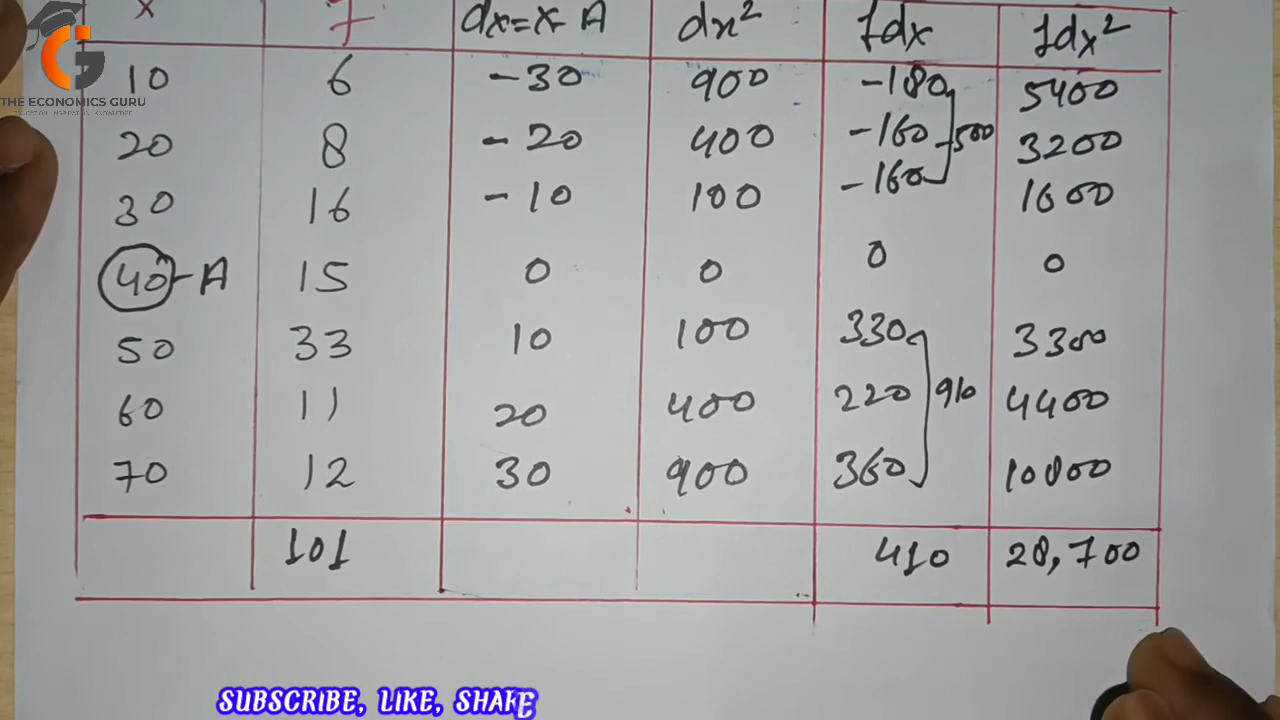 x f dx=x-A dx² fdx fdx²
10 6 -30 900 -180 5400
THE ECONOMICS GURU
20 8 -20 400 -160 -500 3200
30 16 -10 100 -160 1600
40-A 15 0 0 0 0
50 33 10 100 330 3300
60 11 20 400 220 910 4400
70 12 30 900 360 10800
101 410 28,700
SUBSCRIBE, LIKE, SHARE